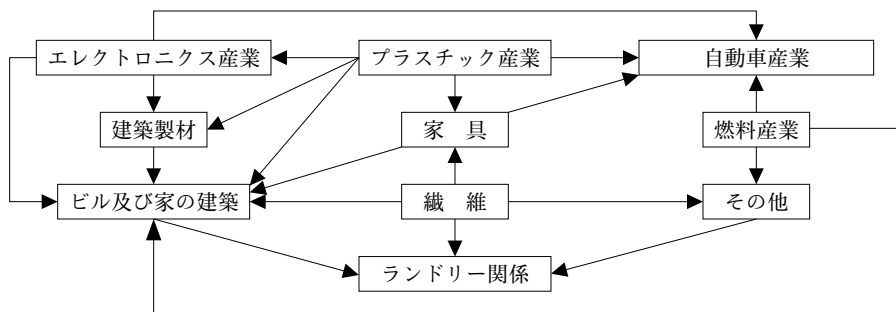 エレクトロニクス産業
プラスチック産業
自動車産業
建築製材
家　具
燃料産業
ビル及び家の建築
繊　維
その他
ランドリー関係